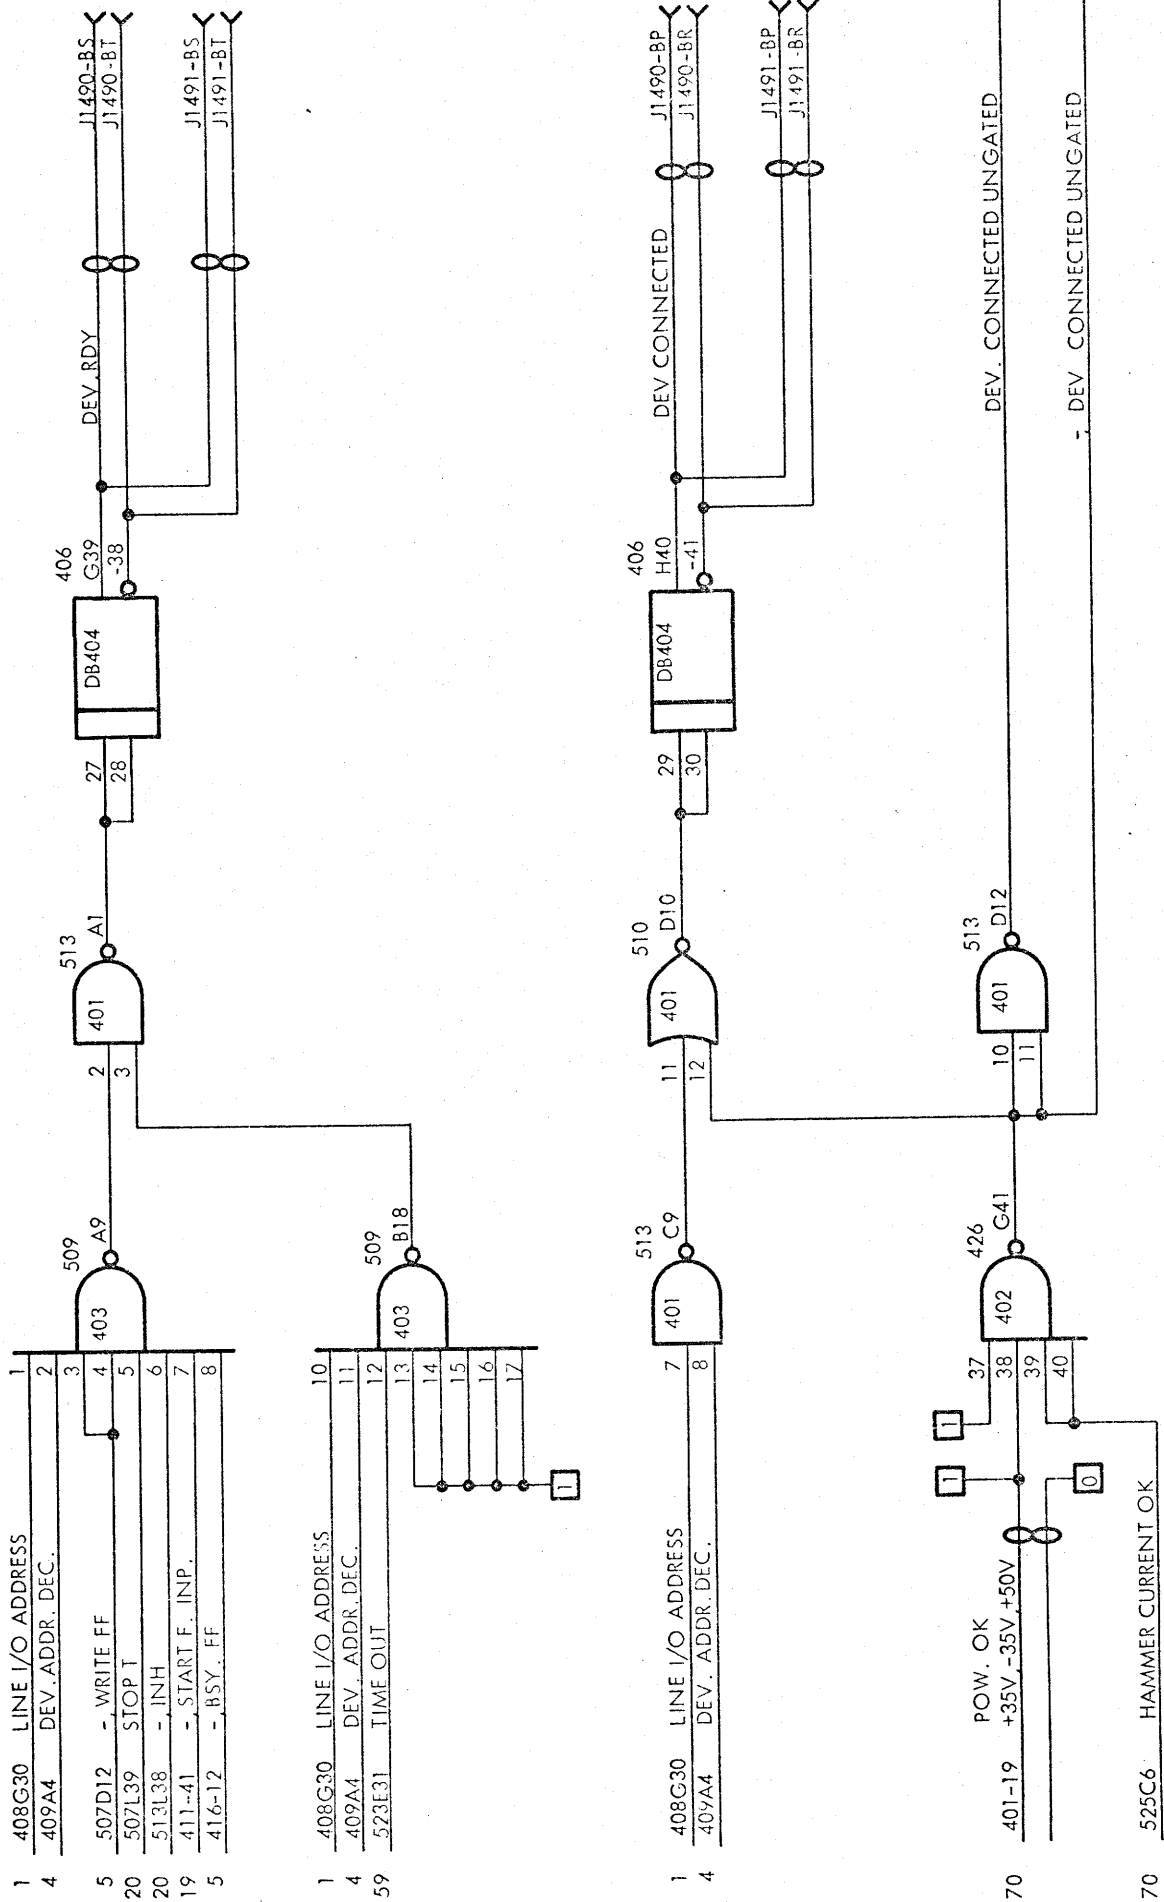 1 408G30 LINE I/O ADDRESS 1
4 409A4 DEV. ADDR. DEC. 2
3
5 507D12 -,WRITE FF 4
20 507L39 STOP T 5
20 513L38 -,INH 6
19 411-41 -,START F. INP. 7
5 416-12 -,BSY. FF 8
403
509
A9
2
3
401
513
A1
27
28
DB404
406
G39
-38
DEV. RDY
J1490-BS
J1490-BT
J1491-BS
J1491-BT
1 408G30 LINE I/O ADDRESS 10
4 409A4 DEV. ADDR. DEC. 11
59 523E31 TIME OUT 12
13
14
15
16
17
1
403
509
B18
1 408G30 LINE I/O ADDRESS 7
4 409A4 DEV. ADDR. DEC. 8
401
513
C9
11
12
401
510
D10
29
30
DB404
406
H40
-41
DEV CONNECTED
J1490-BP
J1490-BR
J1491-BP
J1491-BR
POW. OK
70 401-19 +35V,-35V,+50V
1
1
0
37
38
39
40
402
426
G41
10
11
401
513
D12
DEV. CONNECTED UNGATED
-, DEV CONNECTED UNGATED
70 525C6 HAMMER CURRENT OK